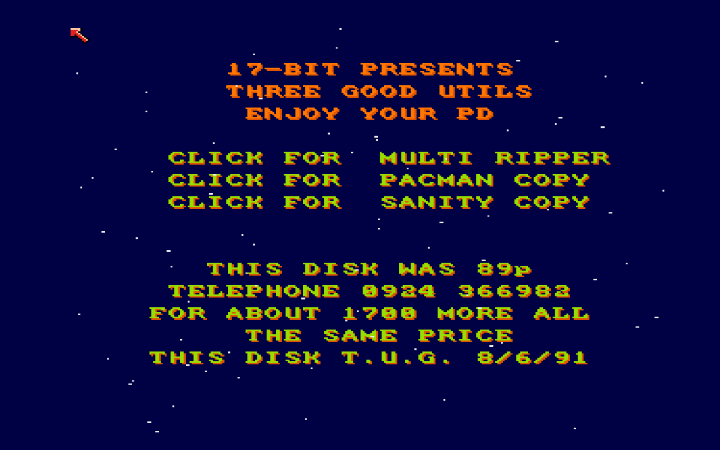 17-BIT PRESENTS
THREE GOOD UTILS
ENJOY YOUR PD
CLICK FOR MULTI RIPPER
CLICK FOR PACMAN COPY
CLICK FOR SANITY COPY
THIS DISK WAS 89p
TELEPHONE 0924 366982
FOR ABOUT 1700 MORE ALL
THE SAME PRICE
THIS DISK T.U.G. 8/6/91